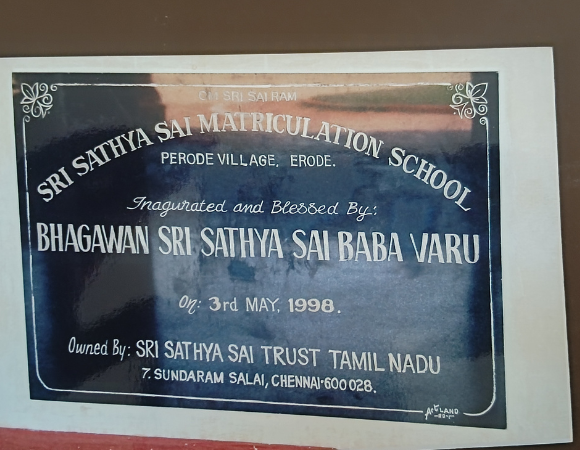 OM SRI SAI RAM
SRI SATHYA SAI MATRICULATION SCHOOL
PERODE VILLAGE, ERODE.
Inagurated and Blessed By:
BHAGAWAN SRI SATHYA SAI BABA VARU
On: 3rd MAY, 1998.
Owned By: SRI SATHYA SAI TRUST TAMIL NADU
7. SUNDARAM SALAI, CHENNAI-600 028.